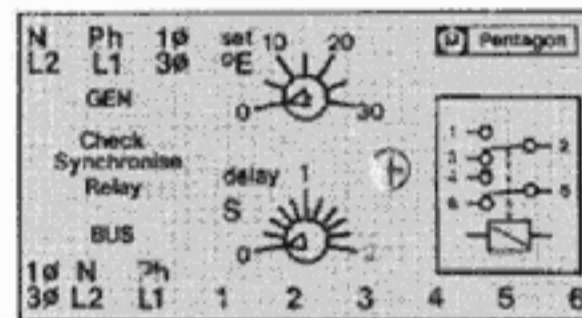 N Ph 1ø set 10 20 Pentagon
L2 L1 3ø ºE
GEN
0 30
Check
Synchronise
Relay
delay 1
S
BUS
0 2
1ø N Ph
3ø L2 L1 1 2 3 4 5 6
1
2
3
4
5
6